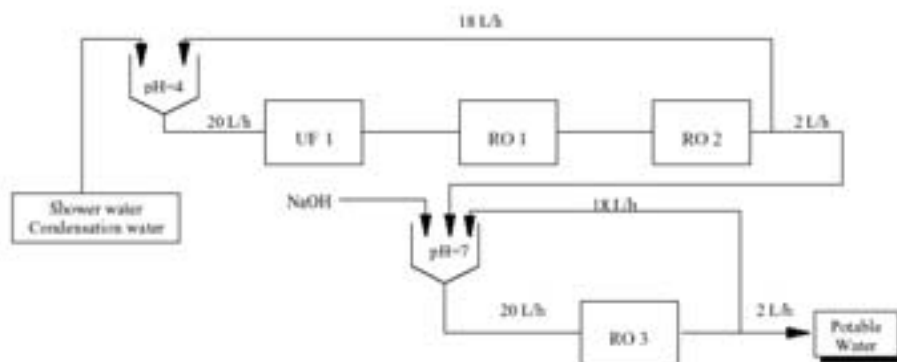 18 L/h
pH=4
20 L/h
UF 1
RO 1
RO 2
2 L/h
Shower water
Condensation water
NaOH
18 L/h
pH=7
20 L/h
RO 3
2 L/h
Potable
Water